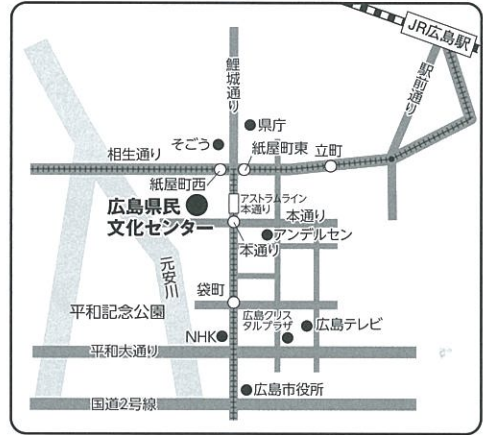 JR広島駅
駅前通り
鯉城通り
県庁
そごう
紙屋町東
立町
相生通り
紙屋町西
広島県民
文化センター
アストラムライン
本通り
本通り
アンデルセン
本通り
元安川
袋町
平和記念公園
広島クリス
タルプラザ
広島テレビ
NHK
平和大通り
広島市役所
国道2号線